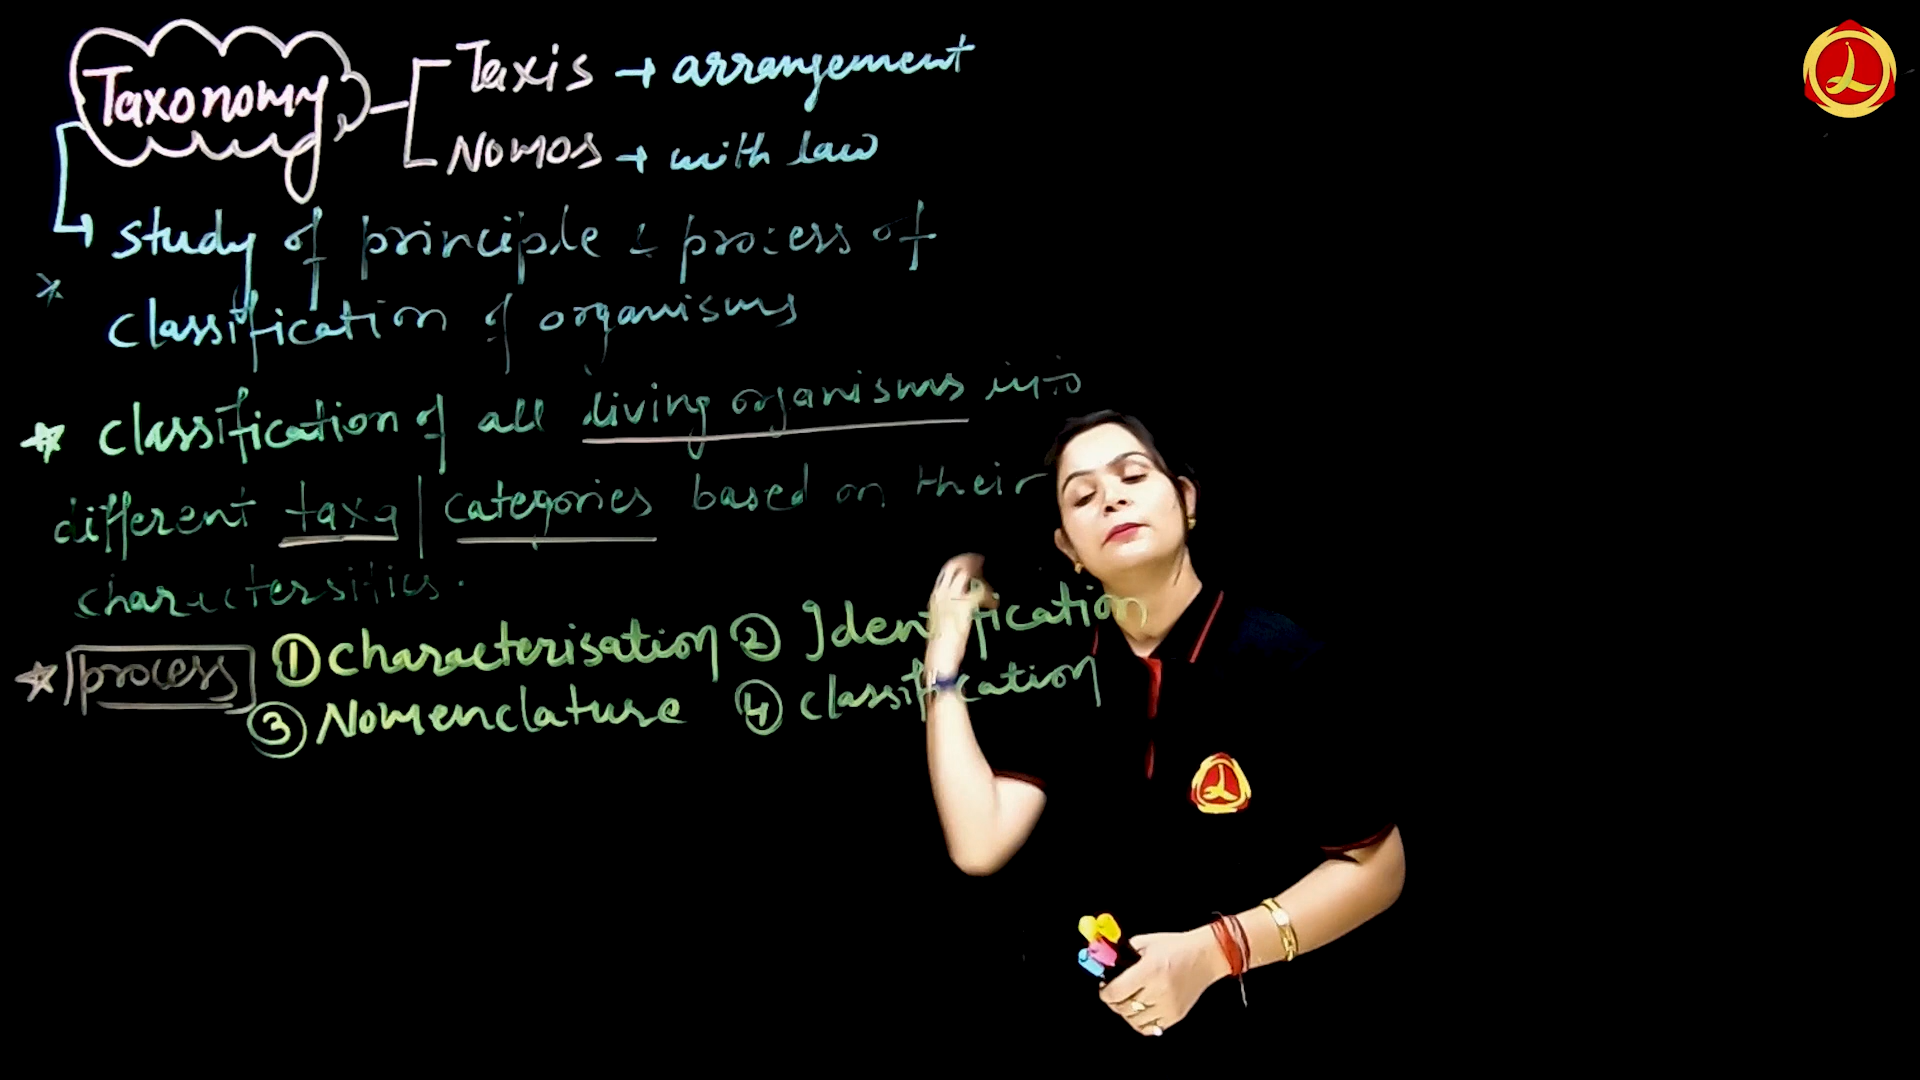 Taxonomy
Taxis → arrangement
Nomos → with law
study of principle & process of
classification of organisms
classification of all living organisms into
different taxa | categories based on their
charactersitics.
process ① characterisation ② Identification
③ Nomenclature ④ classification